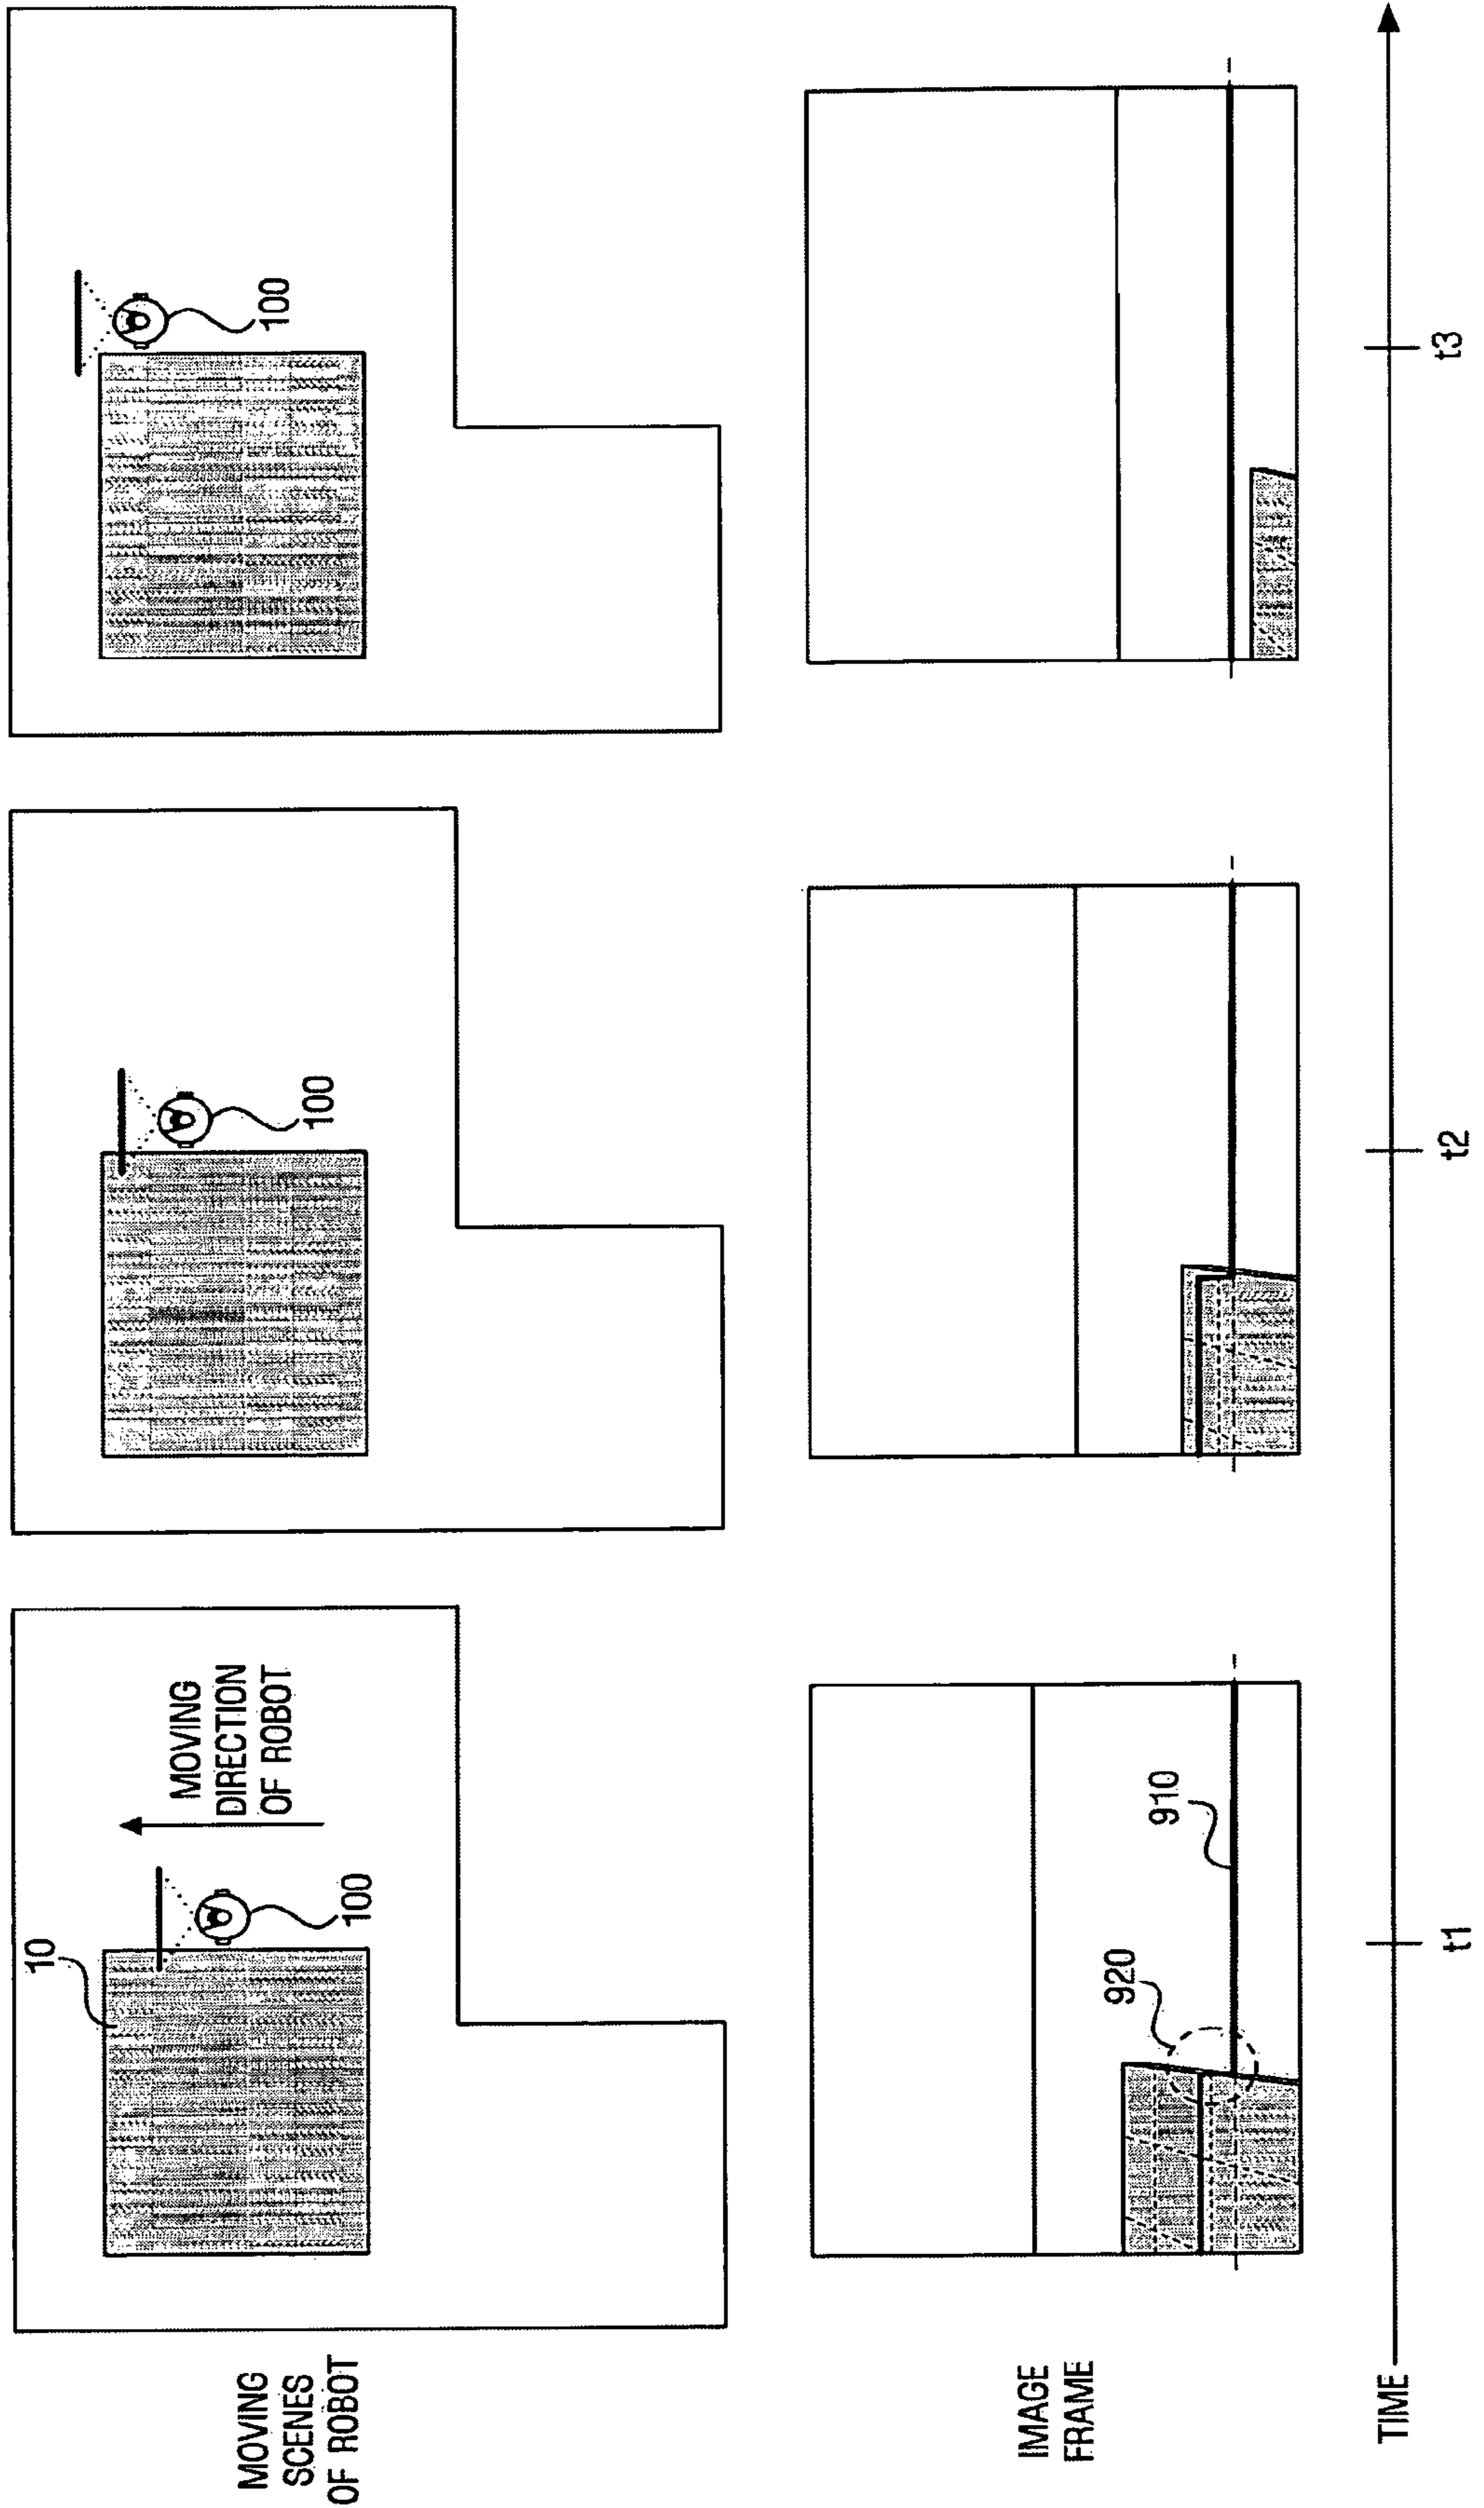 MOVING
SCENES
OF ROBOT
10
100
MOVING
DIRECTION
OF ROBOT
100
100
IMAGE
FRAME
920
910
TIME
t1
t2
t3